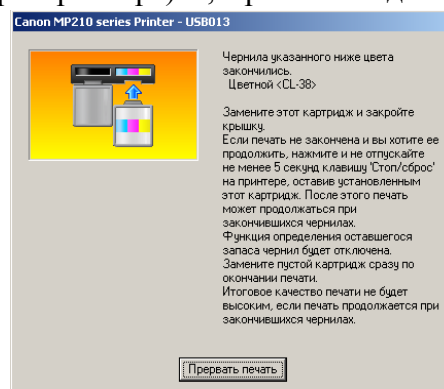 Canon MP210 series Printer - USB013
Чернила указанного ниже цвета
закончились.
Цветной <CL-38>
Замените этот картридж и закройте
крышку.
Если печать не закончена и вы хотите ее
продолжить, нажмите и не отпускайте
не менее 5 секунд клавишу 'Стоп/сброс'
на принтере, оставив установленным
этот картридж. После этого печать
может продолжаться при
закончившихся чернилах.
Функция определения оставшегося
запаса чернил будет отключена.
Замените пустой картридж сразу по
окончании печати.
Итоговое качество печати не будет
высоким, если печать продолжается при
закончившихся чернилах.
Прервать печать